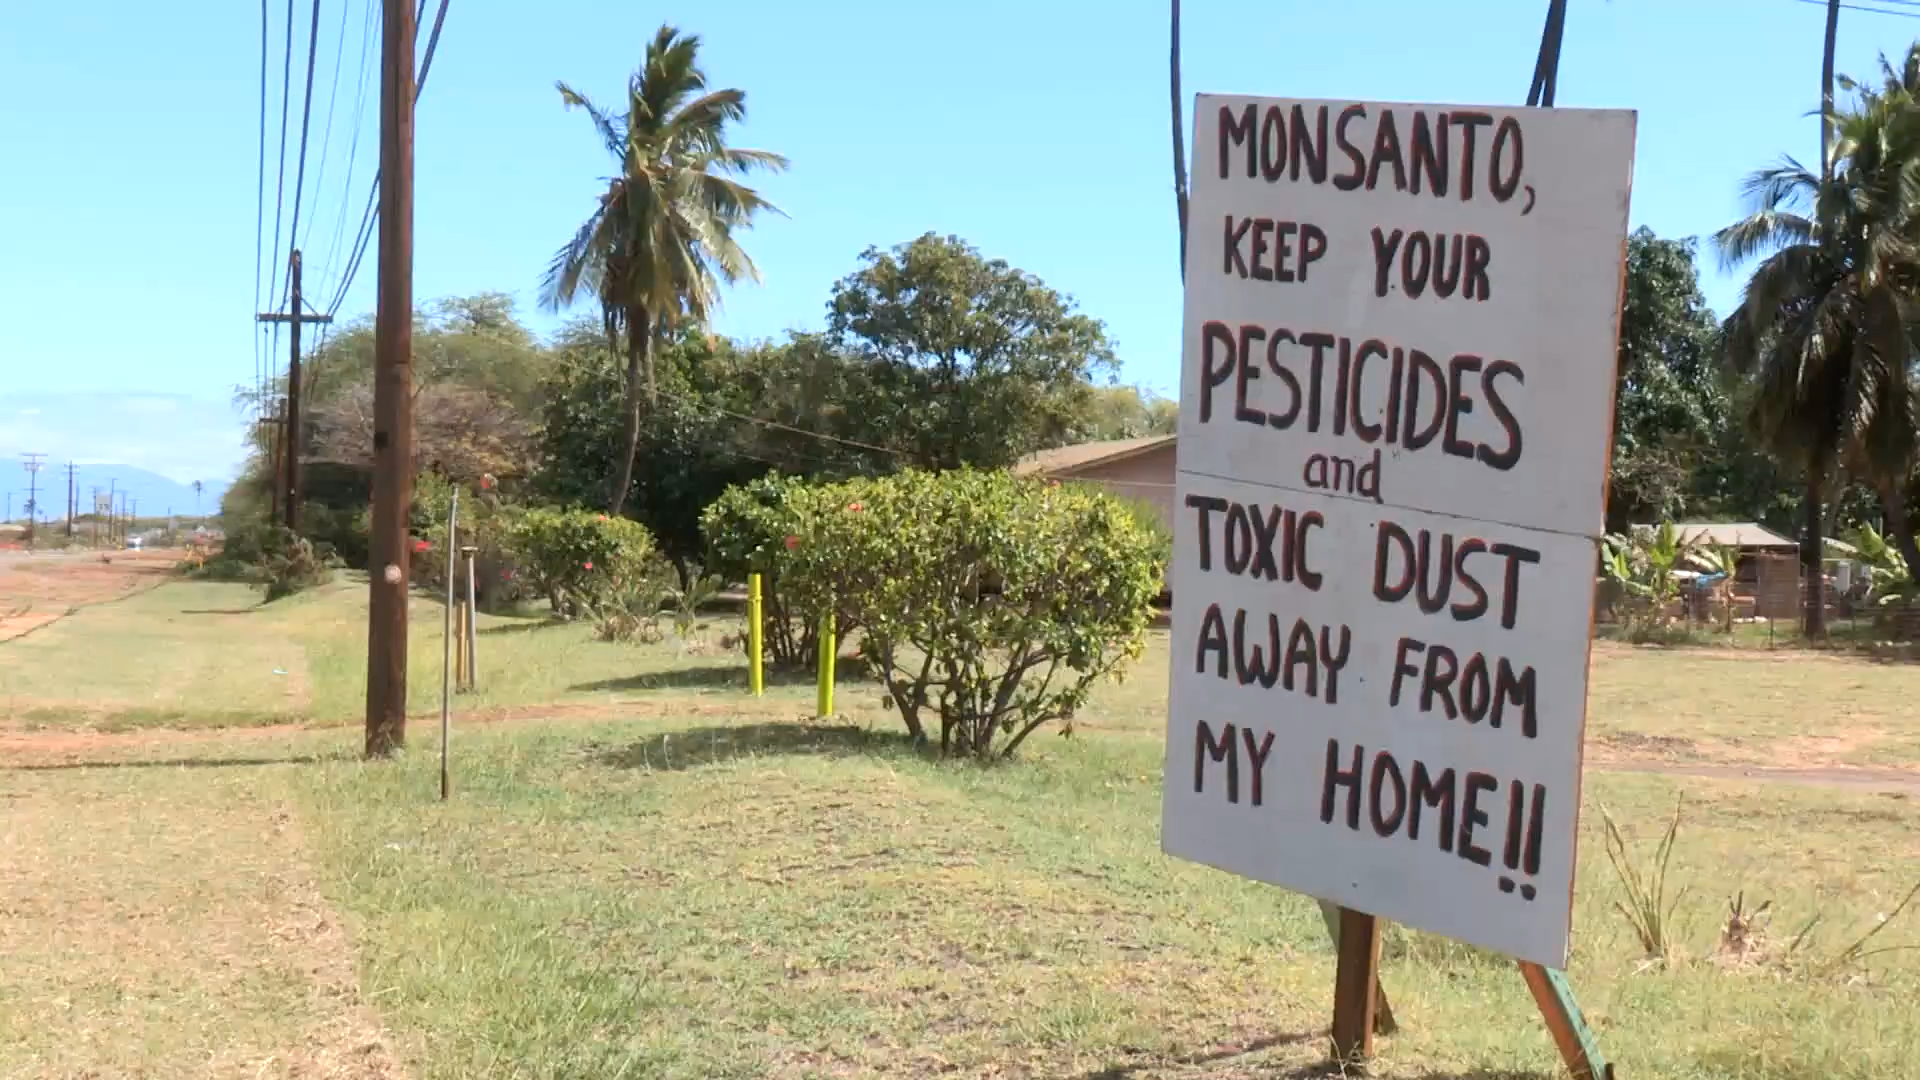 MONSANTO,
KEEP YOUR
PESTICIDES
and
TOXIC DUST
AWAY FROM
MY HOME!!